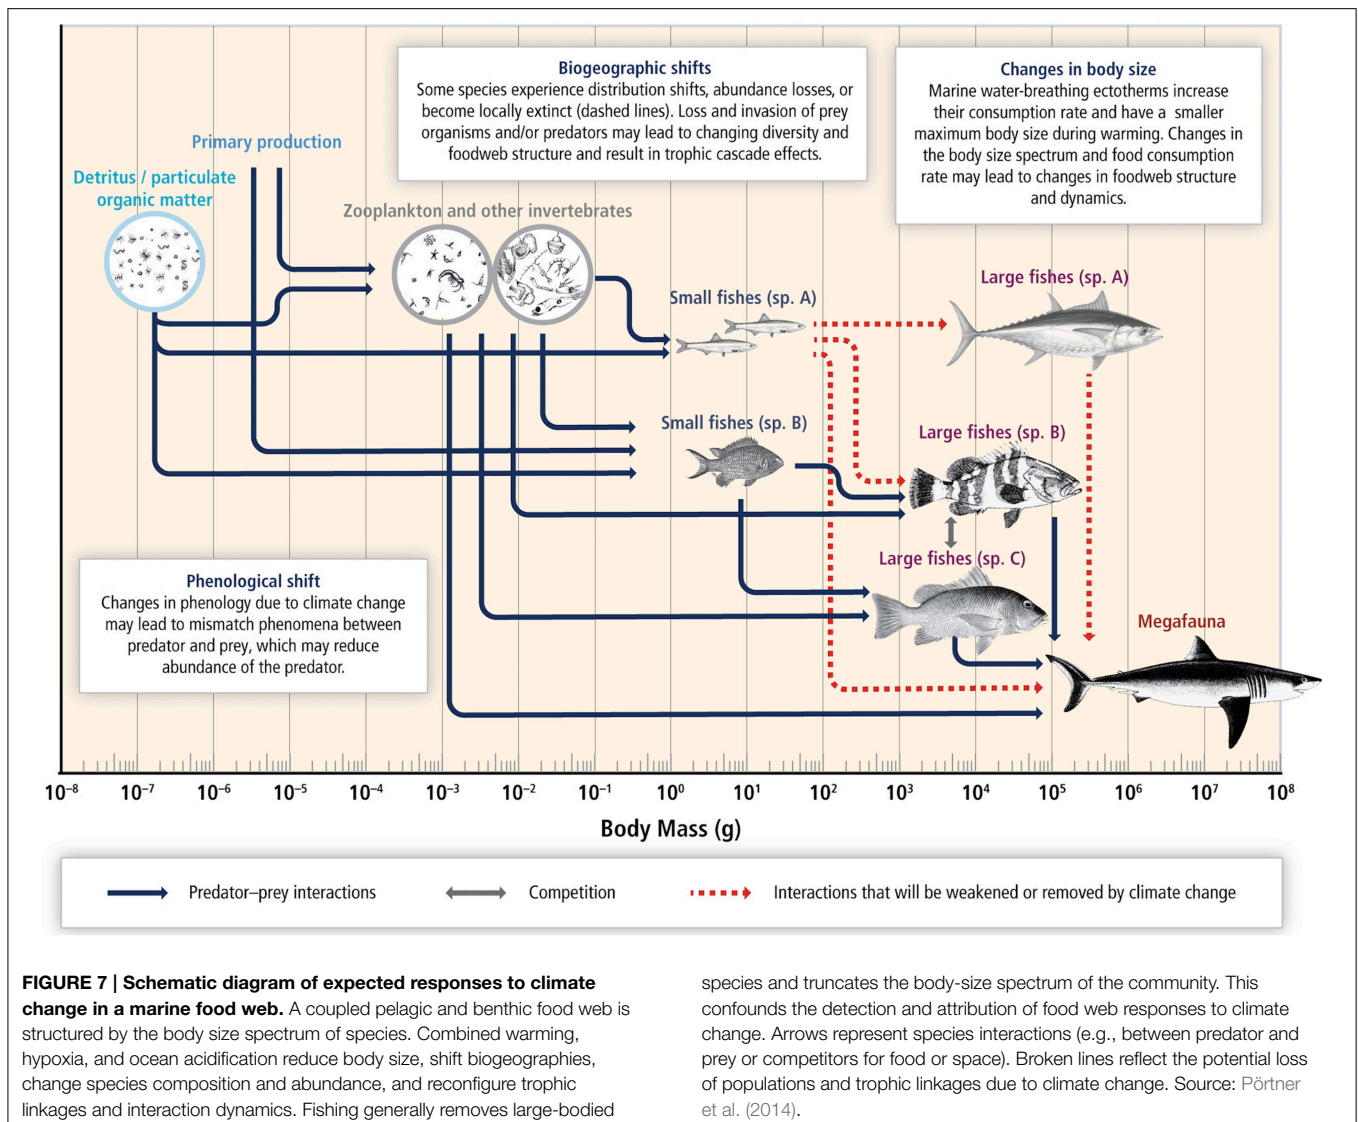 Biogeographic shifts
Some species experience distribution shifts, abundance losses, or
become locally extinct (dashed lines). Loss and invasion of prey
organisms and/or predators may lead to changing diversity and
foodweb structure and result in trophic cascade effects.
Changes in body size
Marine water-breathing ectotherms increase
their consumption rate and have a smaller
maximum body size during warming. Changes in
the body size spectrum and food consumption
rate may lead to changes in foodweb structure
and dynamics.
Primary production
Detritus / particulate
organic matter
Zooplankton and other invertebrates
Small fishes (sp. A)
Large fishes (sp. A)
Small fishes (sp. B)
Large fishes (sp. B)
Large fishes (sp. C)
Megafauna
Phenological shift
Changes in phenology due to climate change
may lead to mismatch phenomena between
predator and prey, which may reduce
abundance of the predator.
10⁻⁸ 10⁻⁷ 10⁻⁶ 10⁻⁵ 10⁻⁴ 10⁻³ 10⁻² 10⁻¹ 10⁰ 10¹ 10² 10³ 10⁴ 10⁵ 10⁶ 10⁷ 10⁸
Body Mass (g)
Predator–prey interactions
Competition
Interactions that will be weakened or removed by climate change
FIGURE 7 | Schematic diagram of expected responses to climate
change in a marine food web. A coupled pelagic and benthic food web is
structured by the body size spectrum of species. Combined warming,
hypoxia, and ocean acidification reduce body size, shift biogeographies,
change species composition and abundance, and reconfigure trophic
linkages and interaction dynamics. Fishing generally removes large-bodied
species and truncates the body-size spectrum of the community. This
confounds the detection and attribution of food web responses to climate
change. Arrows represent species interactions (e.g., between predator and
prey or competitors for food or space). Broken lines reflect the potential loss
of populations and trophic linkages due to climate change. Source: Pörtner
et al. (2014).